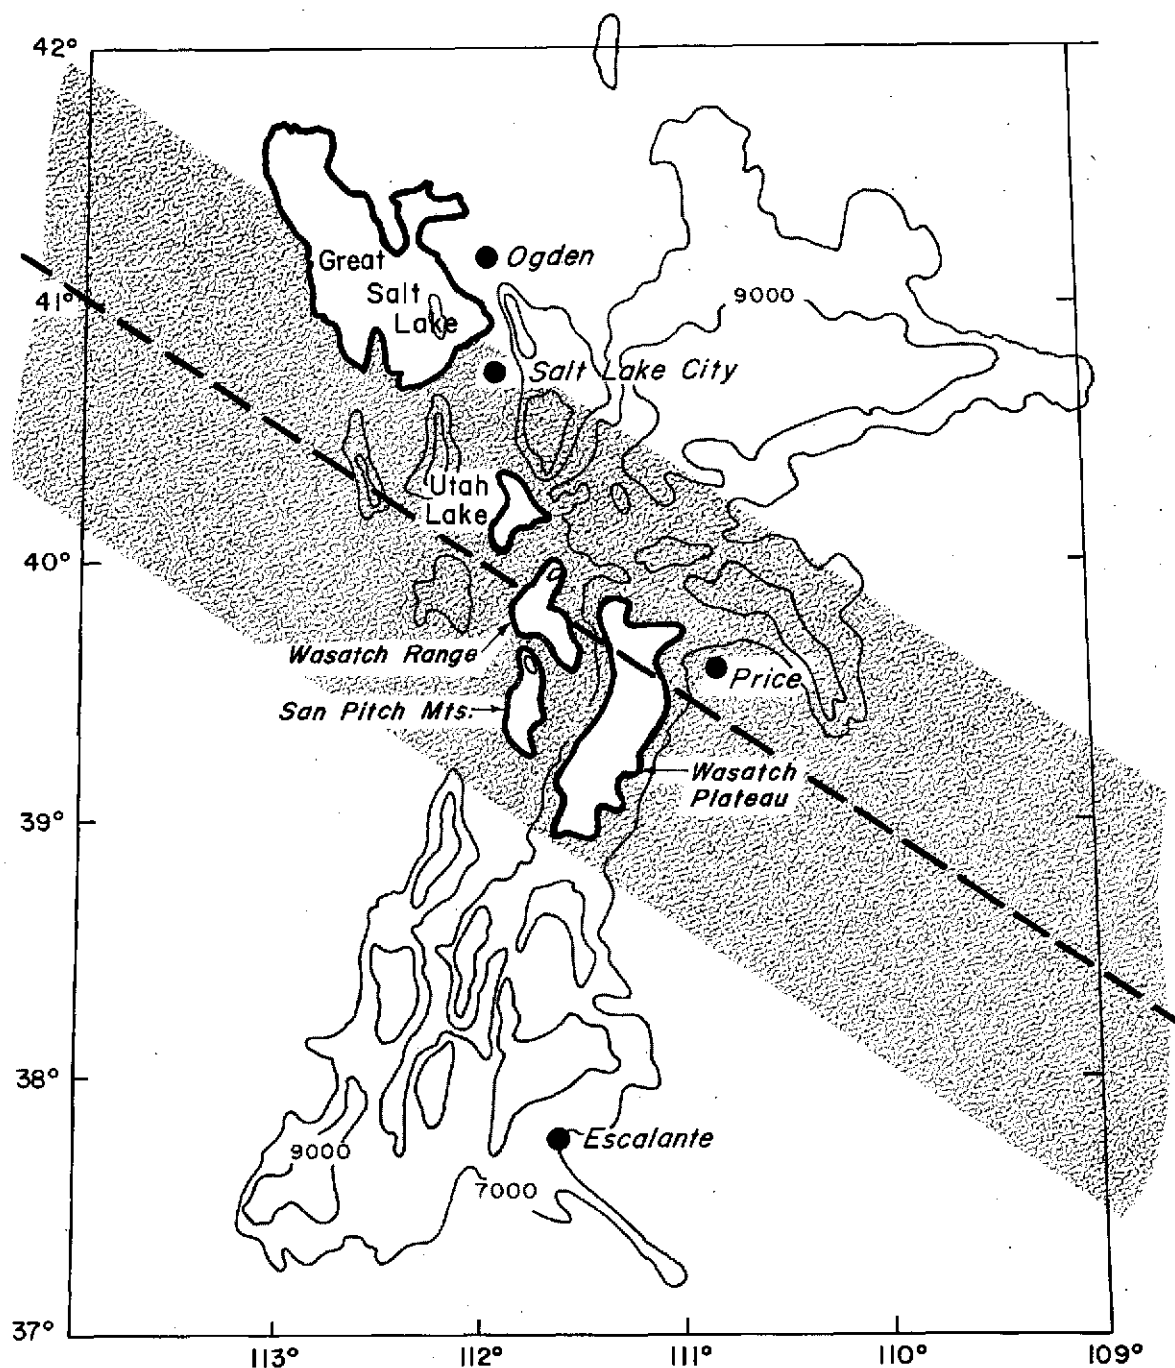 42°
Ogden
Great
Salt
Lake
41°
9000
Salt Lake City
Utah
Lake
40°
Wasatch Range
Price
San Pitch Mts.
Wasatch
Plateau
39°
38°
Escalante
9000
7000
37°
113°
112°
111°
110°
109°